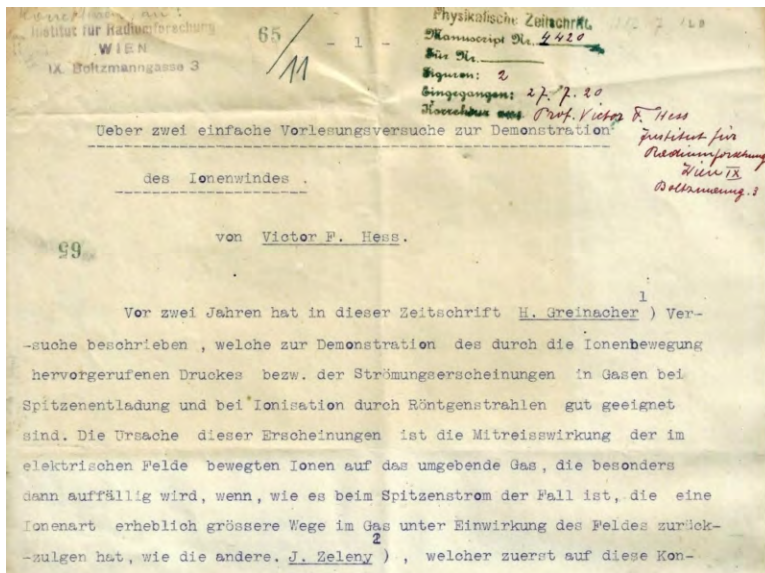 Institut für Radiumforschung
WIEN
IX. Boltzmanngasse 3
65/11
- 1 -
Physikalische Zeitschrift.
Manuscript Nr. 4420
Für Nr.
Figuren: 2
Eingegangen: 27.7.20
Korrektur an: Prof. Victor F. Hess
Institut für
Radiumforschung
Wien IX
Boltzmanng. 3
Ueber zwei einfache Vorlesungsversuche zur Demonstration
des Ionenwindes .
von Victor F. Hess.
65
1
Vor zwei Jahren hat in dieser Zeitschrift H. Greinacher ) Ver-
-suche beschrieben , welche zur Demonstration des durch die Ionenbewegung
hervorgerufenen Druckes bezw. der Strömungserscheinungen in Gasen bei
Spitzenentladung und bei Ionisation durch Röntgenstrahlen gut geeignet
sind. Die Ursache dieser Erscheinungen ist die Mitreisswirkung der im
elektrischen Felde bewegten Ionen auf das umgebende Gas , die besonders
dann auffällig wird, wenn , wie es beim Spitzenstrom der Fall ist, die eine
Ionenart erheblich grössere Wege im Gas unter Einwirkung des Feldes zurück-
2
-zulgen hat , wie die andere. J. Zeleny ) , welcher zuerst auf diese Kon-